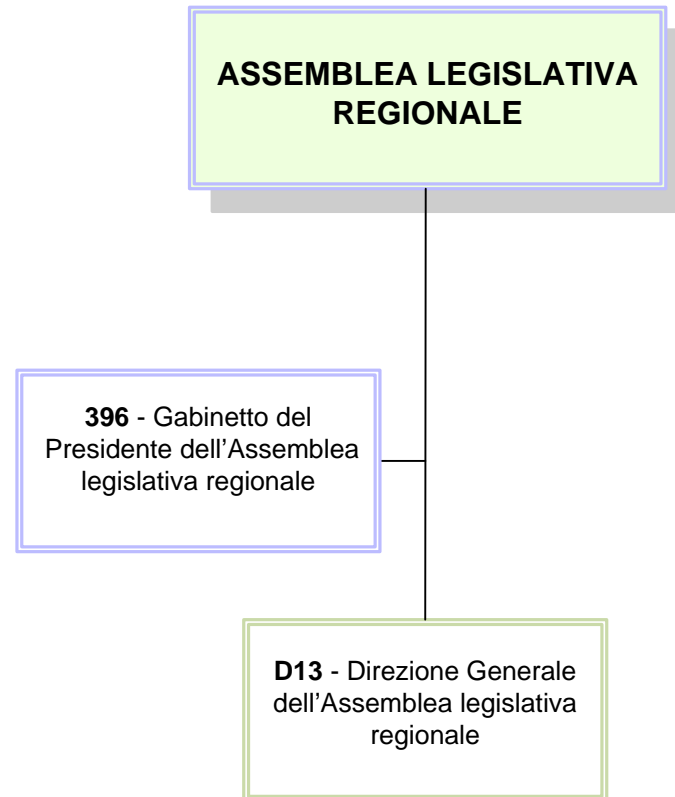 ASSEMBLEA LEGISLATIVA
REGIONALE
396 - Gabinetto del
Presidente dell’Assemblea
legislativa regionale
D13 - Direzione Generale
dell’Assemblea legislativa
regionale